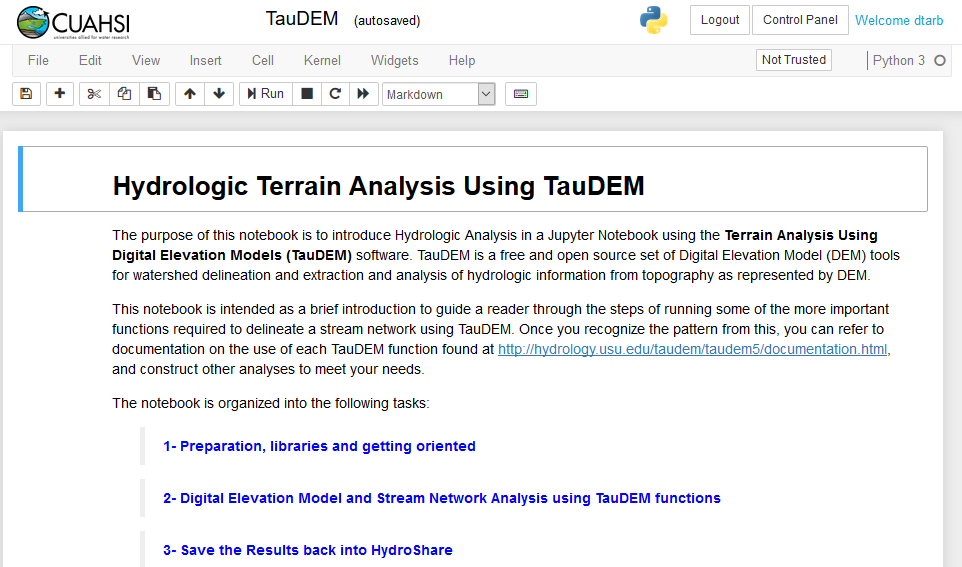 CUAHSI
universities allied for water research
TauDEM (autosaved)
Logout
Control Panel
Welcome dtarb
File Edit View Insert Cell Kernel Widgets Help
Not Trusted
Python 3
Run
Markdown
Hydrologic Terrain Analysis Using TauDEM
The purpose of this notebook is to introduce Hydrologic Analysis in a Jupyter Notebook using the Terrain Analysis Using
Digital Elevation Models (TauDEM) software. TauDEM is a free and open source set of Digital Elevation Model (DEM) tools
for watershed delineation and extraction and analysis of hydrologic information from topography as represented by DEM.
This notebook is intended as a brief introduction to guide a reader through the steps of running some of the more important
functions required to delineate a stream network using TauDEM. Once you recognize the pattern from this, you can refer to
documentation on the use of each TauDEM function found at http://hydrology.usu.edu/taudem/taudem5/documentation.html,
and construct other analyses to meet your needs.
The notebook is organized into the following tasks:
1- Preparation, libraries and getting oriented
2- Digital Elevation Model and Stream Network Analysis using TauDEM functions
3- Save the Results back into HydroShare